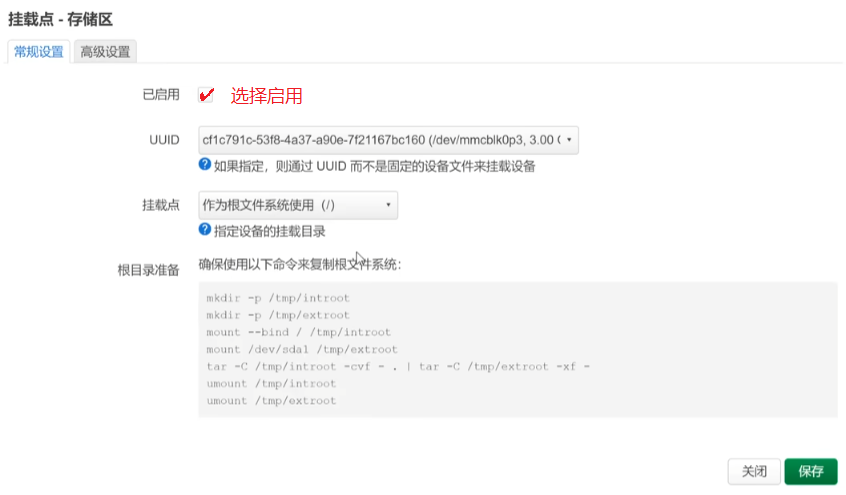 挂载点 - 存储区
常规设置 高级设置
已启用 选择启用
UUID cf1c791c-53f8-4a37-a90e-7f21167bc160 (/dev/mmcblk0p3, 3.00 G
如果指定，则通过 UUID 而不是固定的设备文件来挂载设备
挂载点 作为根文件系统使用（/）
指定设备的挂载目录
根目录准备 确保使用以下命令来复制根文件系统：
mkdir -p /tmp/introot
mkdir -p /tmp/extroot
mount --bind / /tmp/introot
mount /dev/sda1 /tmp/extroot
tar -C /tmp/introot -cvf - . | tar -C /tmp/extroot -xf -
umount /tmp/introot
umount /tmp/extroot
关闭 保存